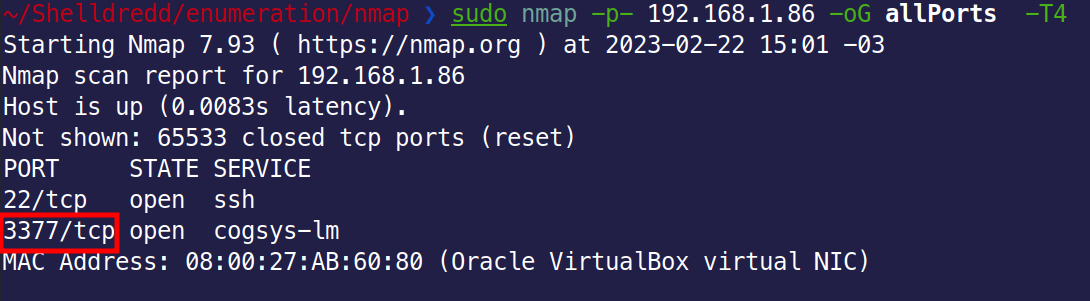 ~/Shelldredd/enumeration/nmap ❯ sudo nmap -p- 192.168.1.86 -oG allPorts  -T4
Starting Nmap 7.93 ( https://nmap.org ) at 2023-02-22 15:01 -03
Nmap scan report for 192.168.1.86
Host is up (0.0083s latency).
Not shown: 65533 closed tcp ports (reset)
PORT     STATE SERVICE
22/tcp   open  ssh
3377/tcp open  cogsys-lm
MAC Address: 08:00:27:AB:60:80 (Oracle VirtualBox virtual NIC)